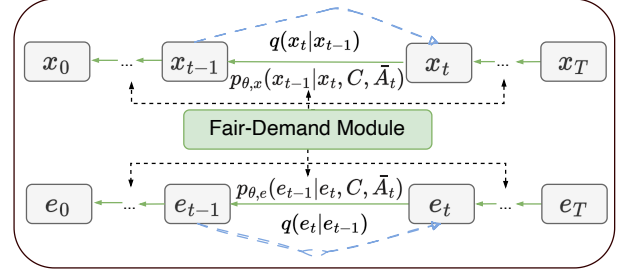 q(x_t|x_{t-1})
x_0 ... x_{t-1} x_t ... x_T
p_{θ,x}(x_{t-1}|x_t, C, Ā_t)
Fair-Demand Module
p_{θ,e}(e_{t-1}|e_t, C, Ā_t)
e_0 ... e_{t-1} e_t ... e_T
q(e_t|e_{t-1})